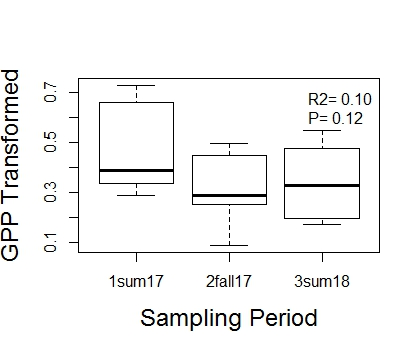 GPP Transformed
0.7
0.5
0.3
0.1
R2= 0.10
P= 0.12
1sum17 2fall17 3sum18
Sampling Period